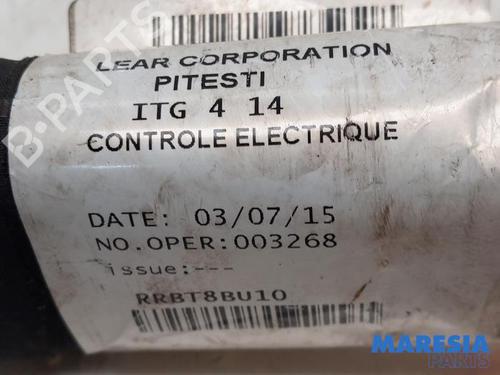 LEAR CORPORATION
PITESTI
ITG 4 14
CONTROLE ELECTRIQUE
DATE: 03/07/15
NO.OPER:003268
issue:---
RRBT8BU10
B-Parts
MARESIA
PARTS